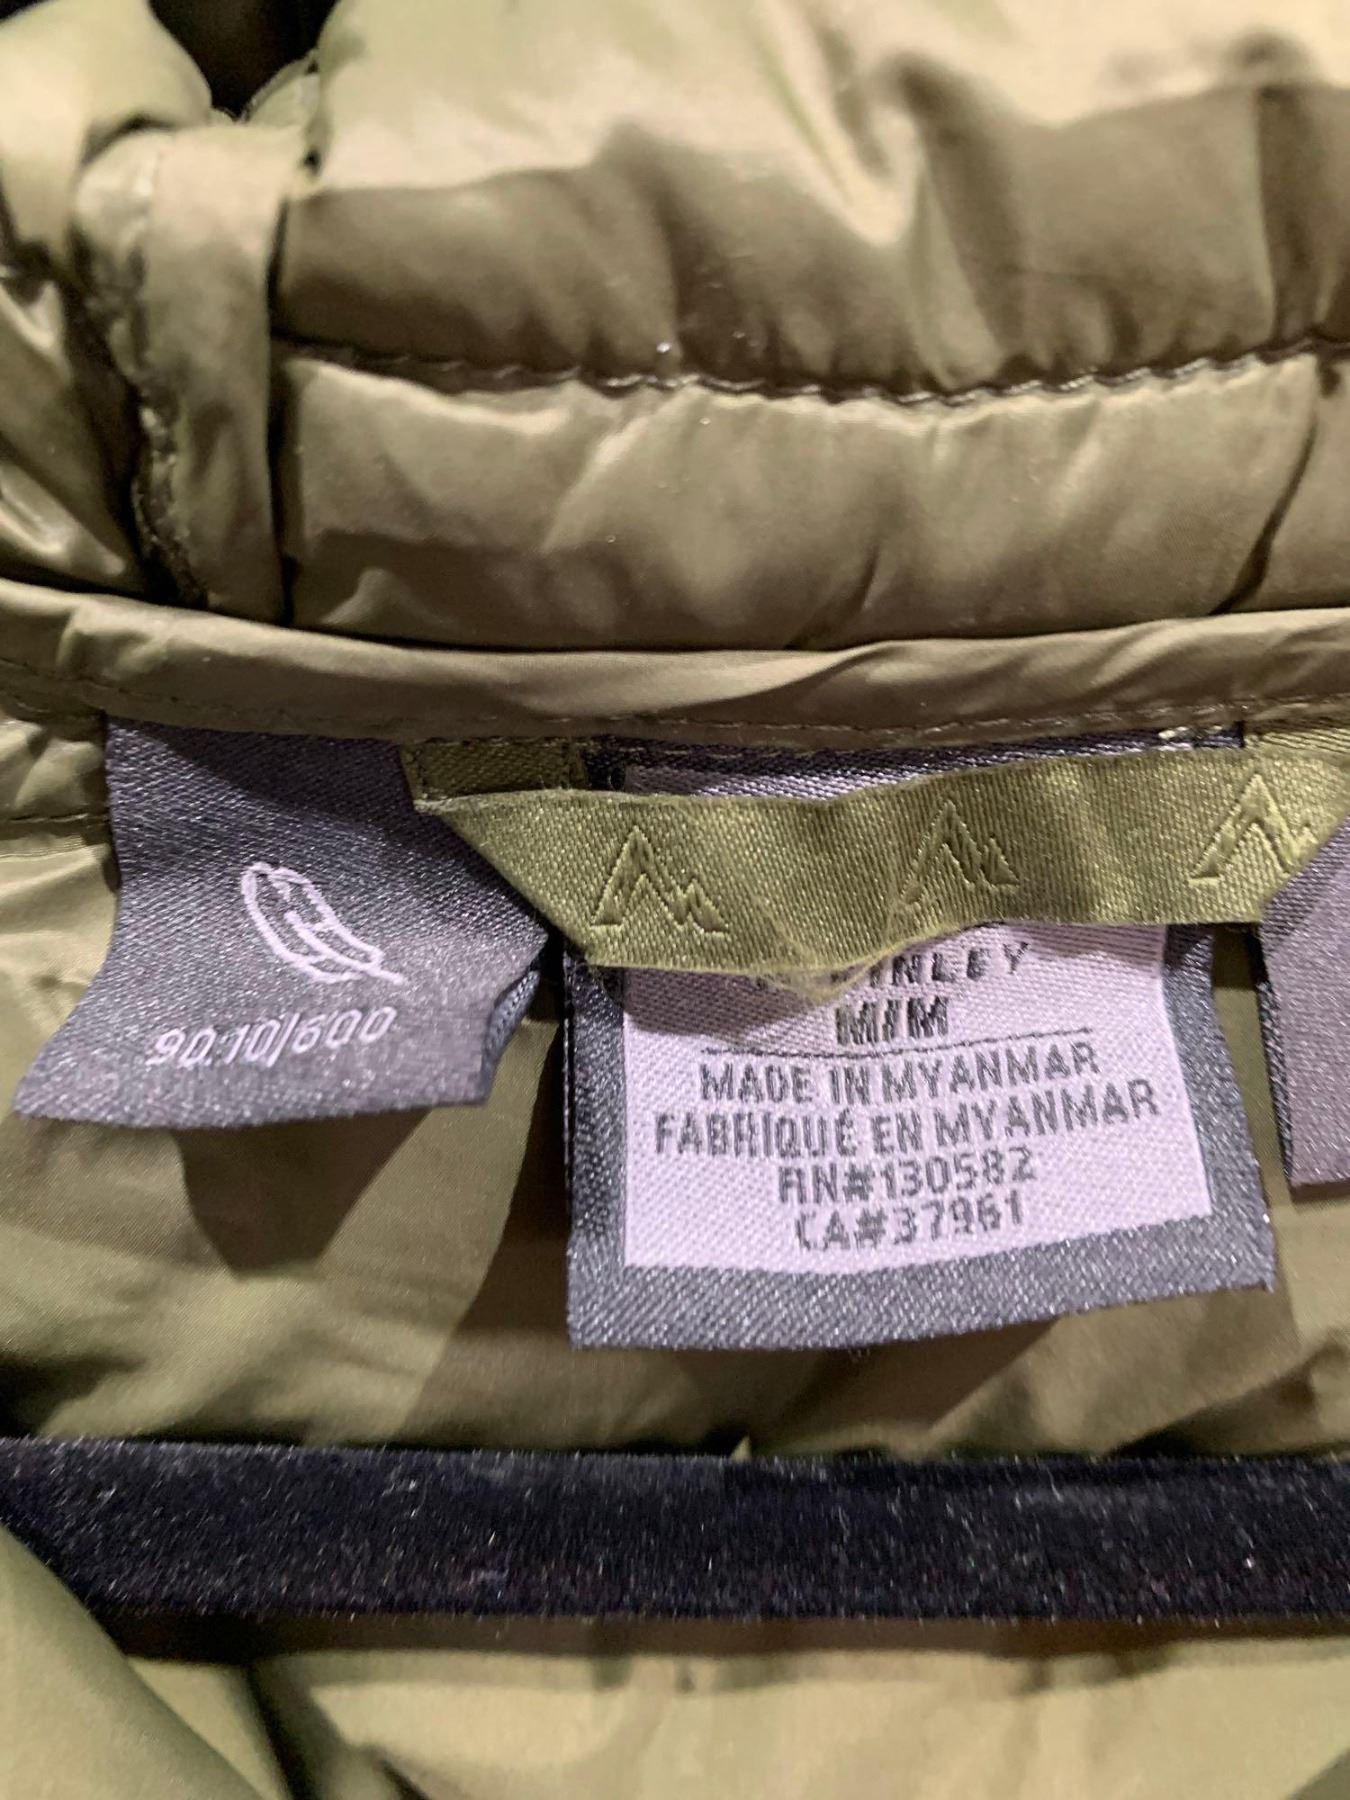 90:10/600
M/M
MADE IN MYANMAR
FABRIQUÉ EN MYANMAR
RN#130582
CA#37961